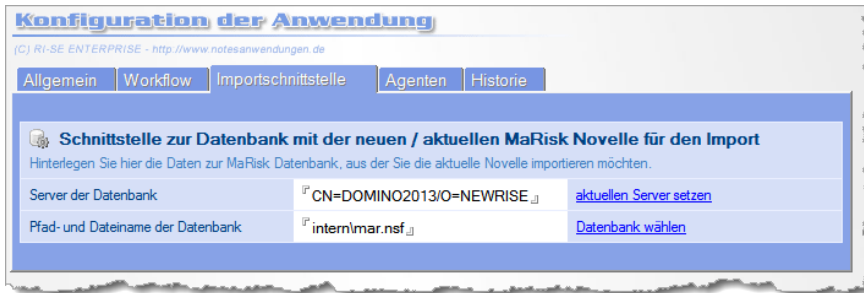 Konfiguration der Anwendung
(C) RI-SE ENTERPRISE - http://www.notesanwendungen.de
Allgemein Workflow Importschnittstelle Agenten Historie
Schnittstelle zur Datenbank mit der neuen / aktuellen MaRisk Novelle für den Import
Hinterlegen Sie hier die Daten zur MaRisk Datenbank, aus der Sie die aktuelle Novelle importieren möchten.
Server der Datenbank CN=DOMINO2013/O=NEWRISE aktuellen Server setzen
Pfad- und Dateiname der Datenbank intern\mar.nsf Datenbank wählen